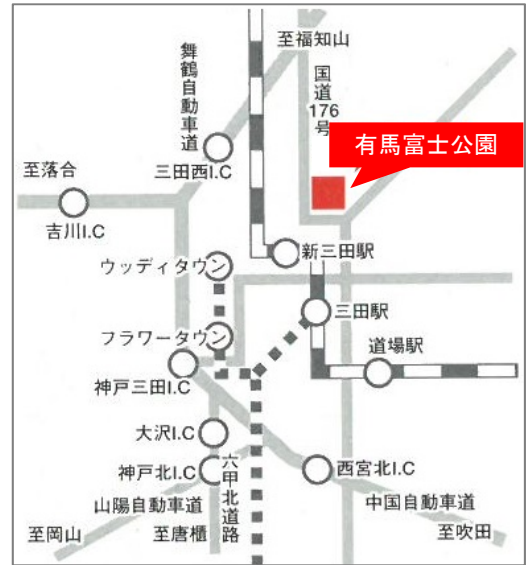 至福知山
舞鶴自動車道
国道176号
有馬富士公園
至落合
三田西I.C
吉川I.C
新三田駅
ウッディタウン
三田駅
フラワータウン
道場駅
神戸三田I.C
大沢I.C
六甲北道路
神戸北I.C
西宮北I.C
山陽自動車道
中国自動車道
至岡山
至唐櫃
至吹田